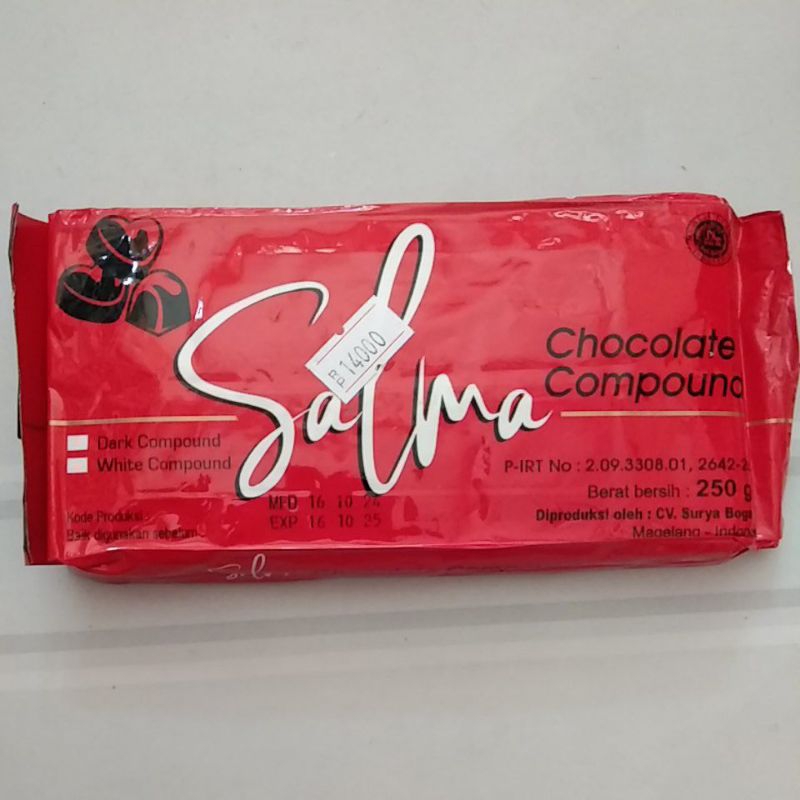 Salma
RP 14000
Chocolate
Compound
Dark Compound
White Compound
P-IRT No : 2.09.3308.01, 2642-2
Berat bersih : 250 g
MFD 16 10 24
Kode Produksi :
EXP 16 10 25
Baik digunakan sebelum :
Diproduksi oleh : CV. Surya Boga
Magelang - Indon